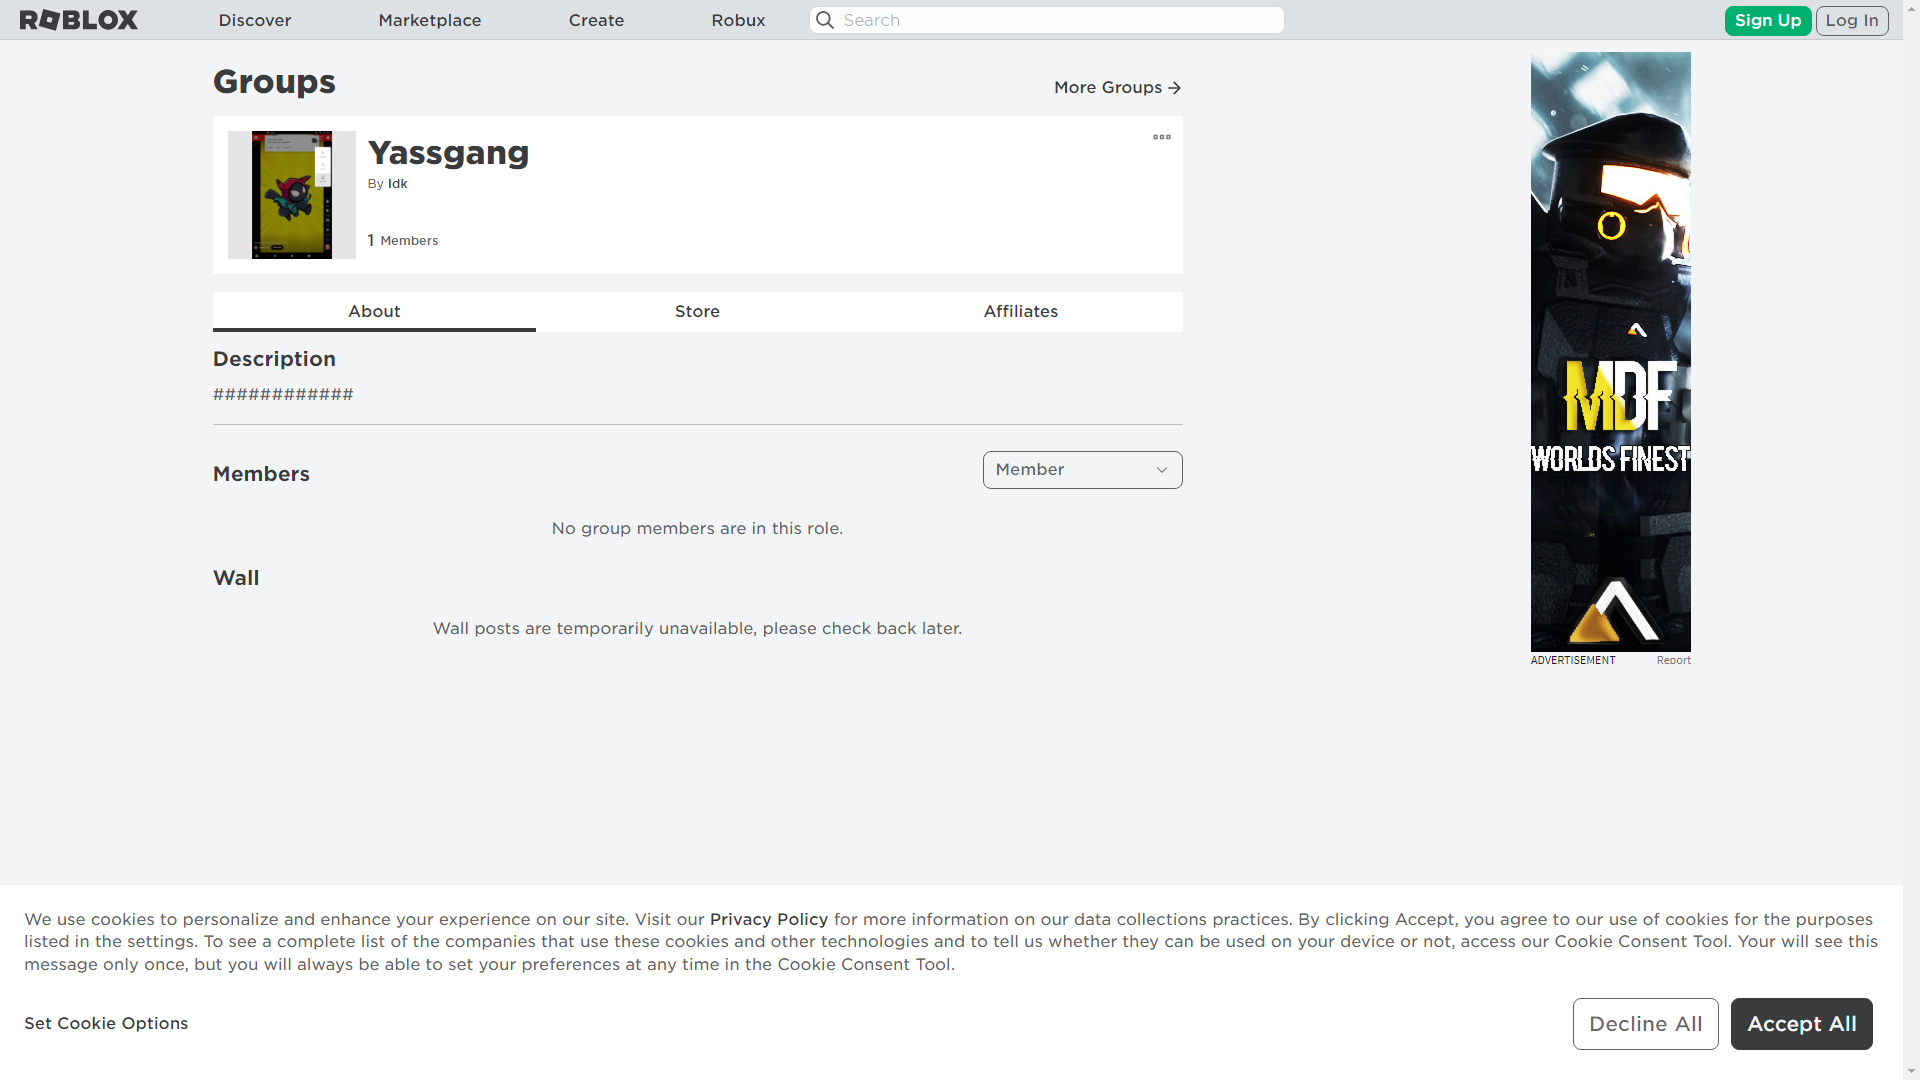 ROBLOX
Discover
Marketplace
Create
Robux
Search
Sign Up
Log In
Groups
More Groups
Yassgang
By Idk
1 Members
About
Store
Affiliates
Description
############
Members
Member
No group members are in this role.
Wall
Wall posts are temporarily unavailable, please check back later.
MDF
WORLDS FINEST
ADVERTISEMENT
Report
We use cookies to personalize and enhance your experience on our site. Visit our Privacy Policy for more information on our data collections practices. By clicking Accept, you agree to our use of cookies for the purposes
listed in the settings. To see a complete list of the companies that use these cookies and other technologies and to tell us whether they can be used on your device or not, access our Cookie Consent Tool. Your will see this
message only once, but you will always be able to set your preferences at any time in the Cookie Consent Tool.
Set Cookie Options
Decline All
Accept All